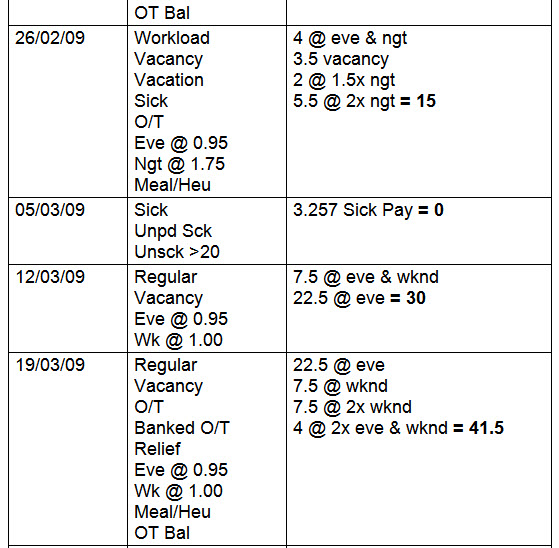 OT Bal
26/02/09 Workload 4 @ eve & ngt
Vacancy 3.5 vacancy
Vacation 2 @ 1.5x ngt
Sick 5.5 @ 2x ngt = 15
O/T
Eve @ 0.95
Ngt @ 1.75
Meal/Heu
05/03/09 Sick 3.257 Sick Pay = 0
Unpd Sck
Unsck >20
12/03/09 Regular 7.5 @ eve & wknd
Vacancy 22.5 @ eve = 30
Eve @ 0.95
Wk @ 1.00
19/03/09 Regular 22.5 @ eve
Vacancy 7.5 @ wknd
O/T 7.5 @ 2x wknd
Banked O/T 4 @ 2x eve & wknd = 41.5
Relief
Eve @ 0.95
Wk @ 1.00
Meal/Heu
OT Bal